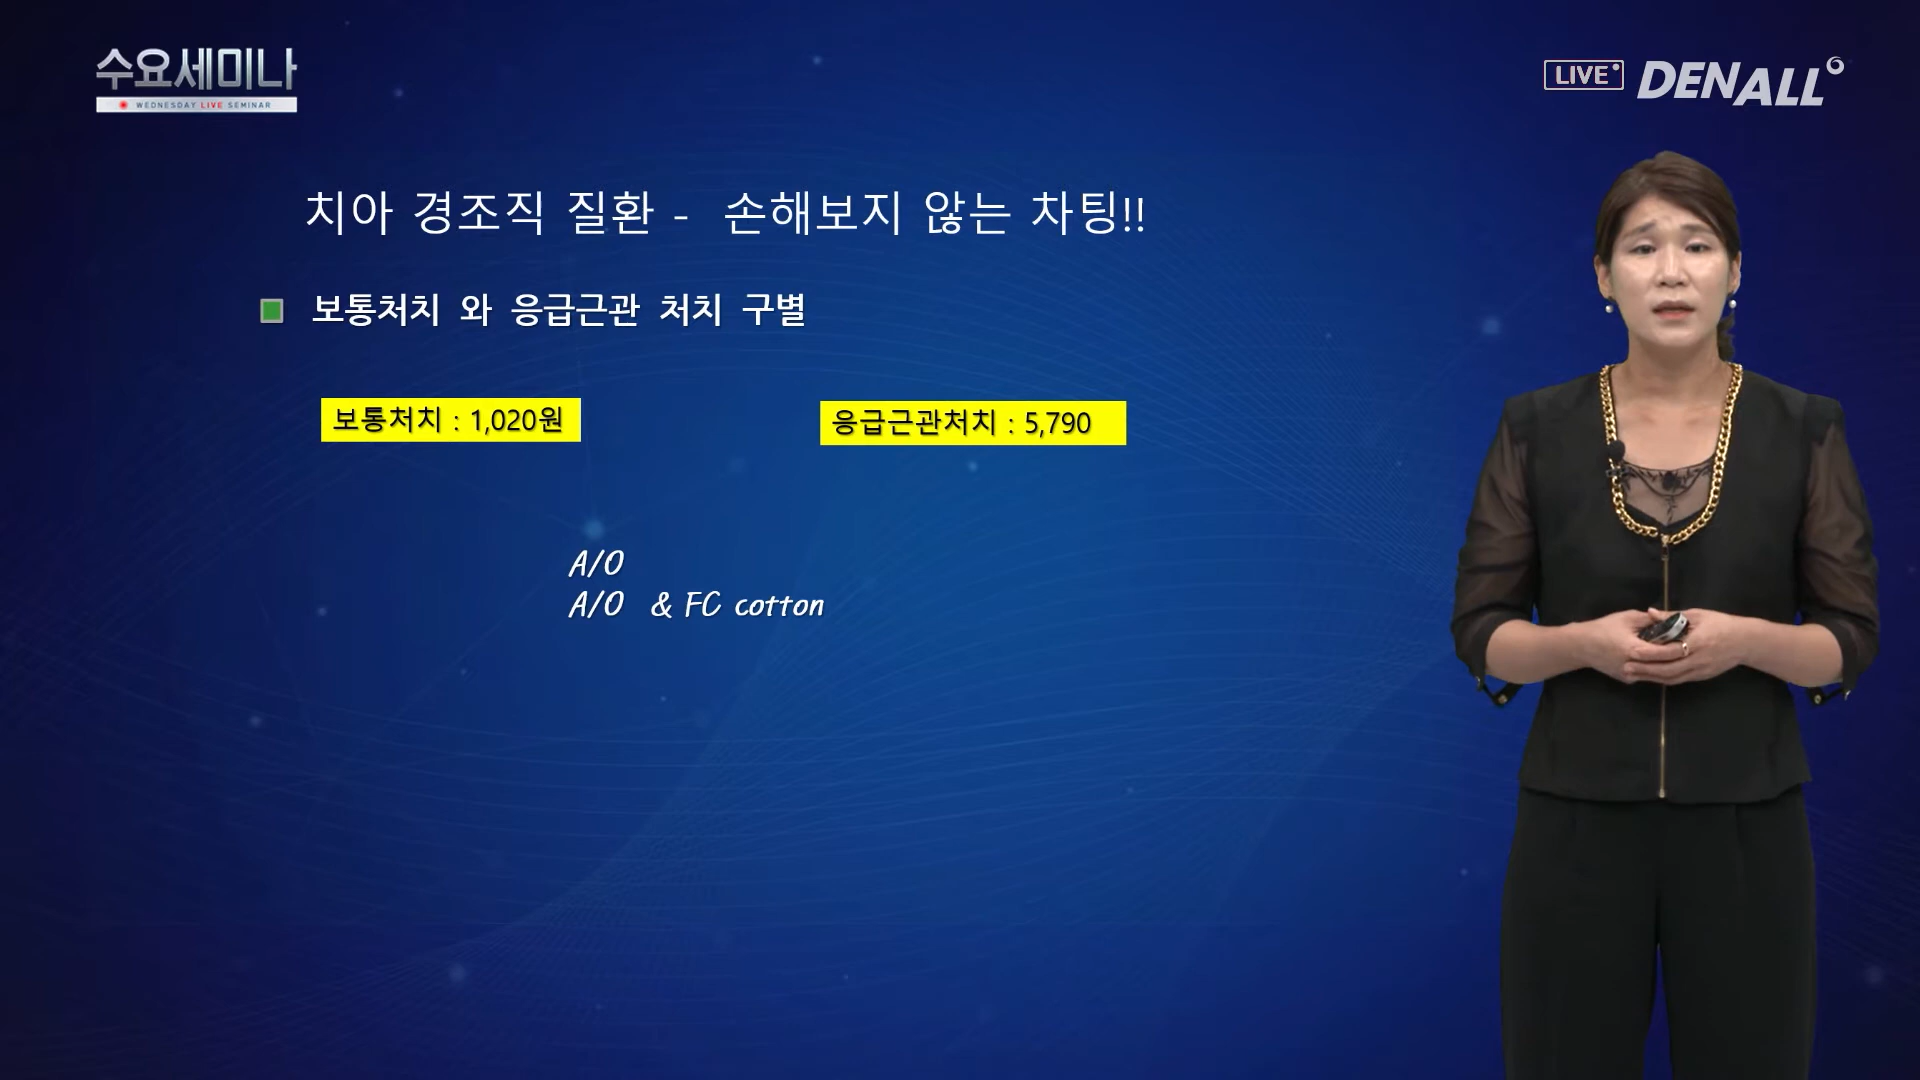 수요세미나
WEDNESDAY LIVE SEMINAR
LIVE DENALL
치아 경조직 질환 - 손해보지 않는 차팅!!
보통처치 와 응급근관 처치 구별
보통처치 : 1,020원
응급근관처치 : 5,790
A/O
A/O & FC cotton